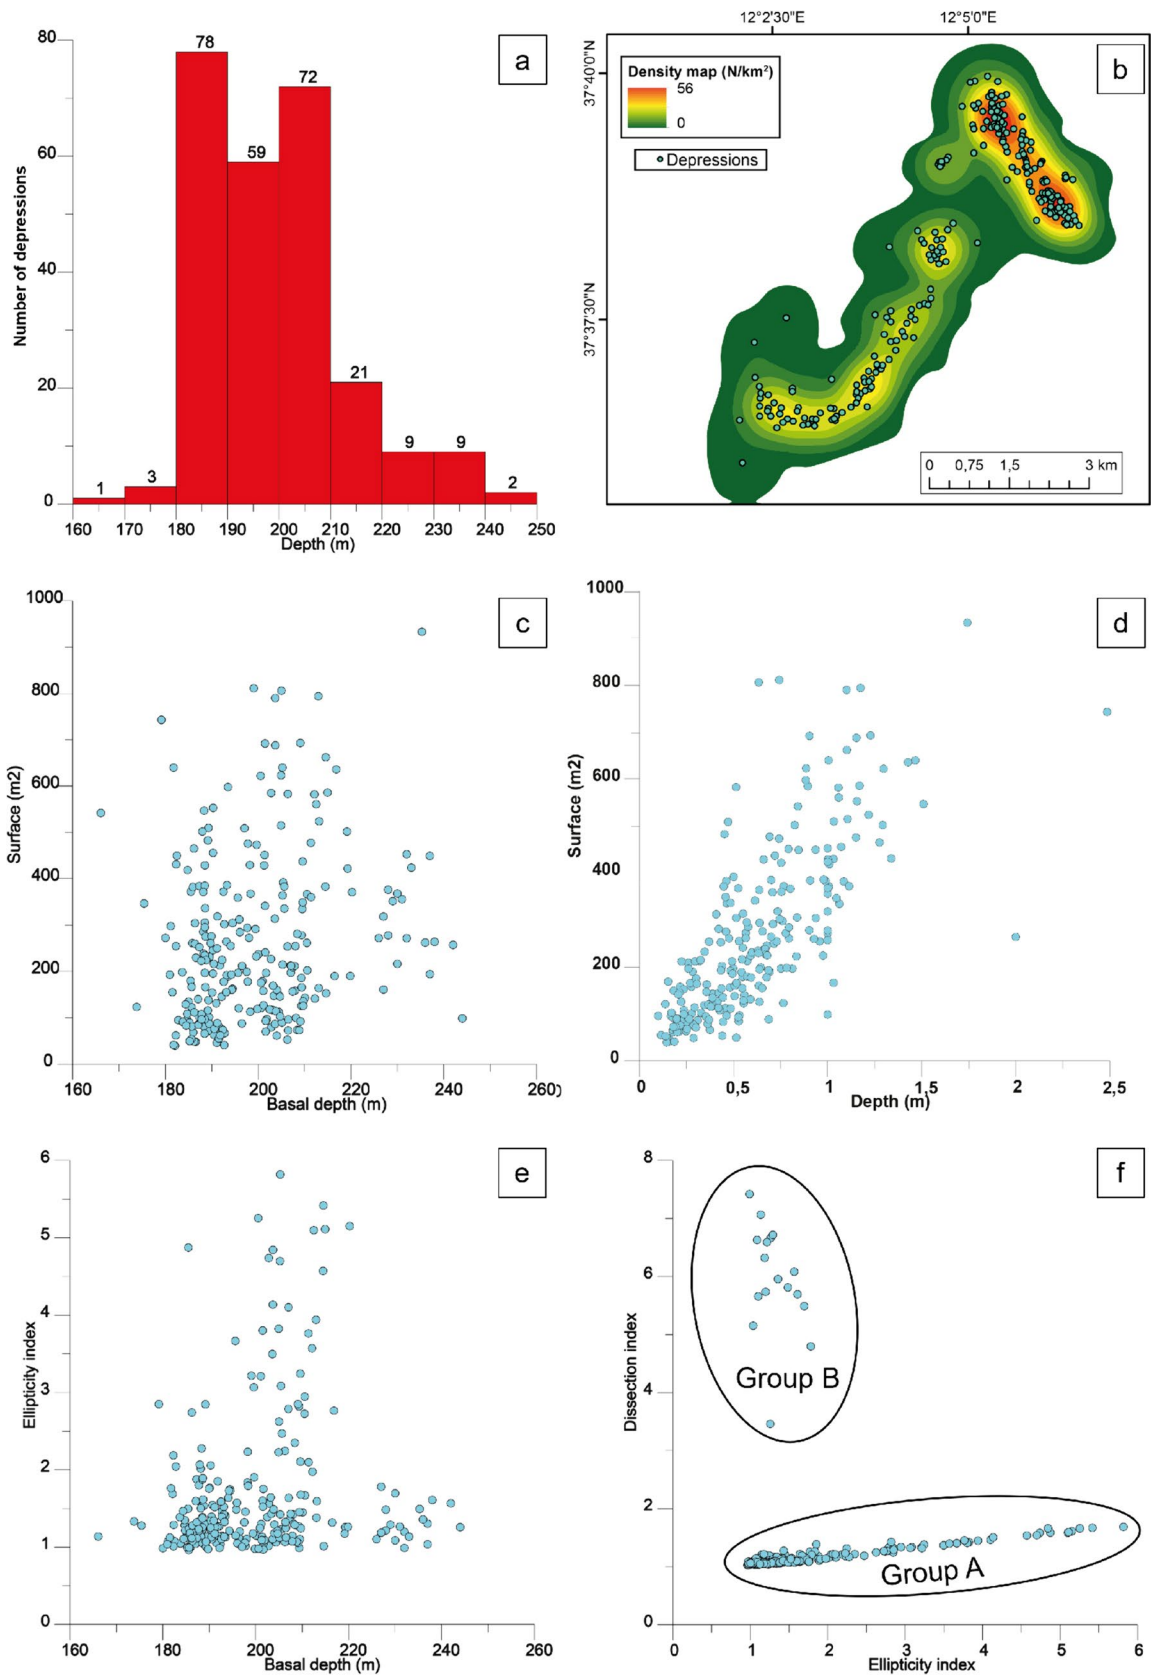 a
80
60
40
20
0
78
59
72
21
9
9
2
1
3
160 170 180 190 200 210 220 230 240 250
Depth (m)
Number of depressions
12°2'30"E 12°5'0"E
37°40'0"N
37°37'30"N
b
Density map (N/km²)
56
0
Depressions
0 0,75 1,5 3 km
c
1000
800
600
400
200
0
160 180 200 220 240 260)
Basal depth (m)
Surface (m2)
d
1000
800
600
400
200
0
0 0,5 1 1,5 2 2,5
Depth (m)
Surface (m2)
e
6
5
4
3
2
1
0
160 180 200 220 240 260
Basal depth (m)
Ellipticity index
f
8
6
4
2
0
Group B
Group A
0 1 2 3 4 5 6
Ellipticity index
Dissection index